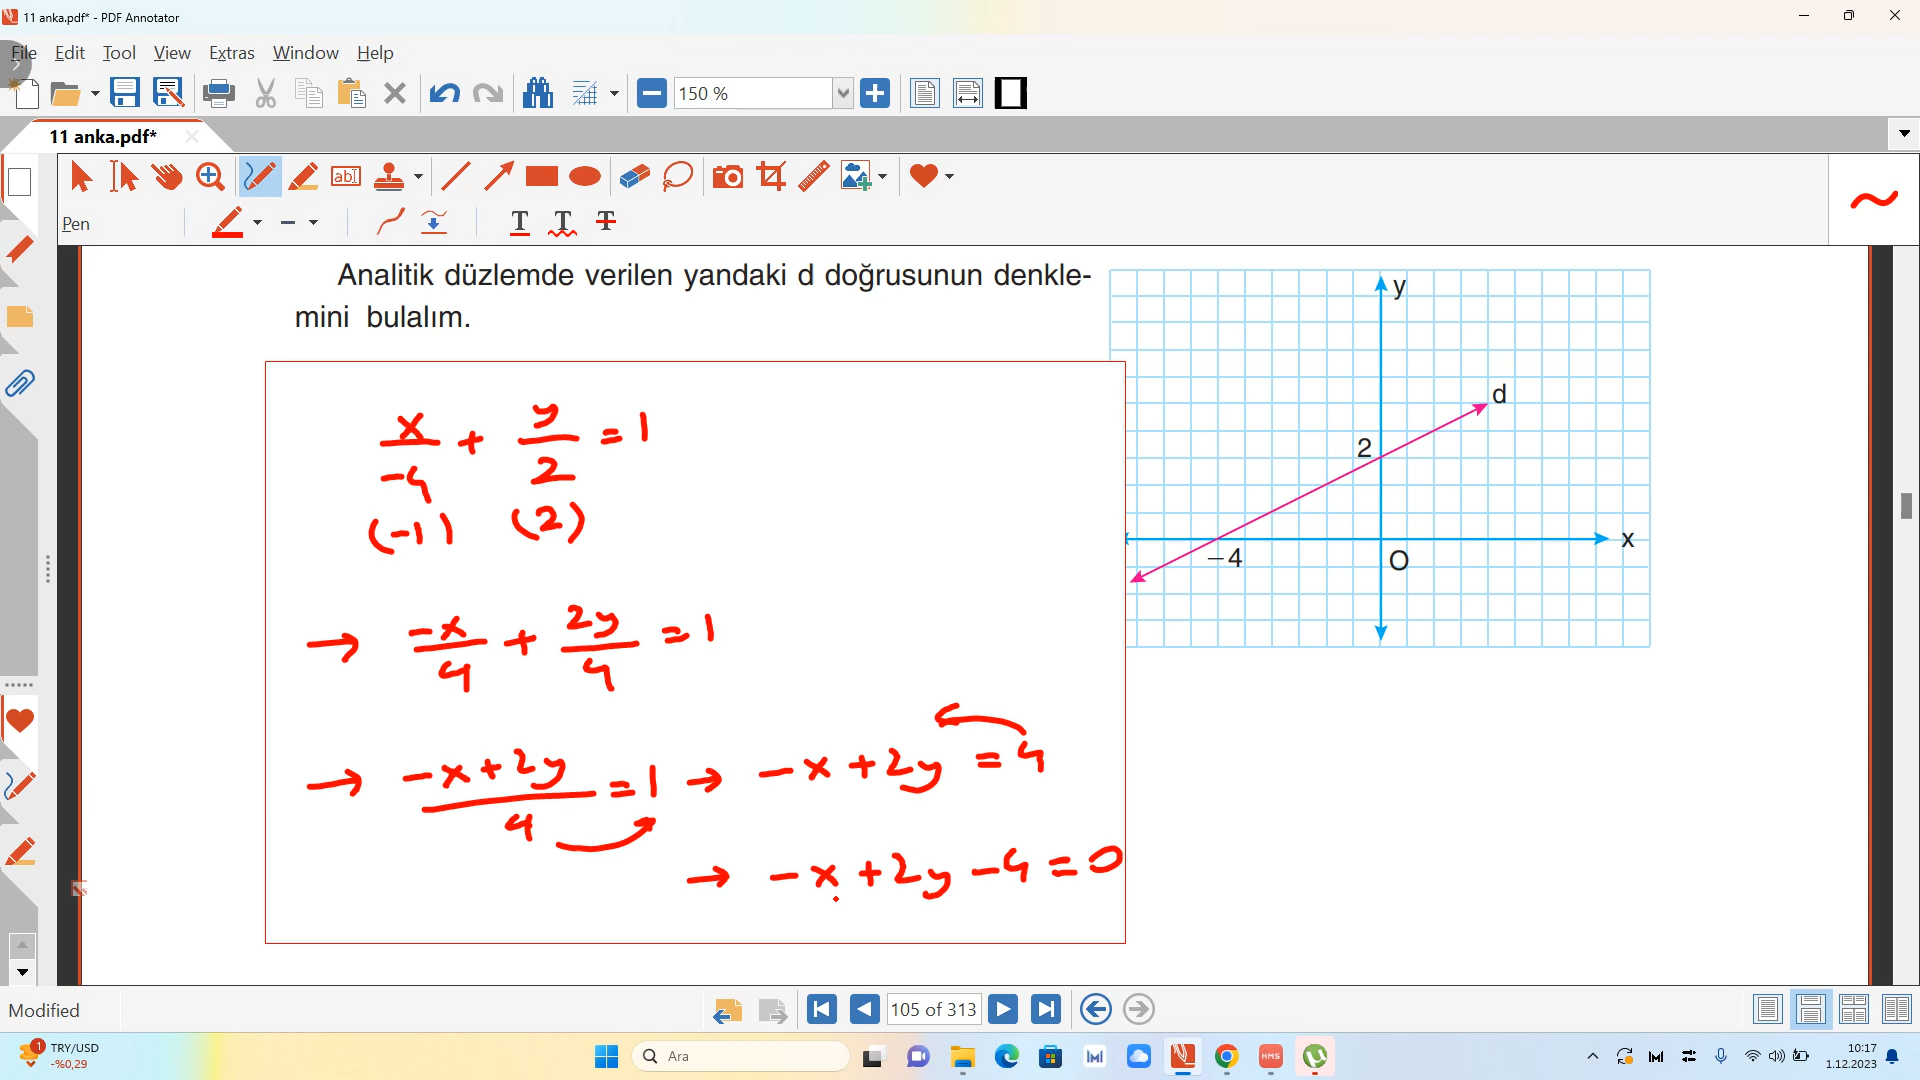 11 anka.pdf* - PDF Annotator
File Edit Tool View Extras Window Help
150 %
11 anka.pdf*
ab
Pen
T T T
Analitik düzlemde verilen yandaki d doğrusunun denkle-
mini bulalım.
y
d
2
x
−4
O
x/-4 + y/2 = 1
(-1) (2)
→ -x/4 + 2y/4 = 1
→ -x+2y/4 = 1 → -x+2y = 4
→ -x+2y-4=0
Modified
105 of 313
1
TRY/USD
-%0,29
Ara
HMS
10:17
1.12.2023